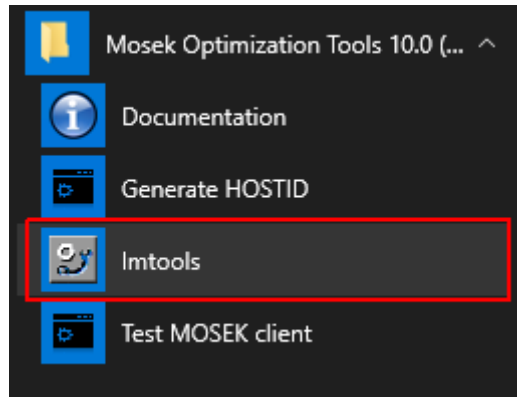 Mosek Optimization Tools 10.0 (...
Documentation
Generate HOSTID
lmtools
Test MOSEK client